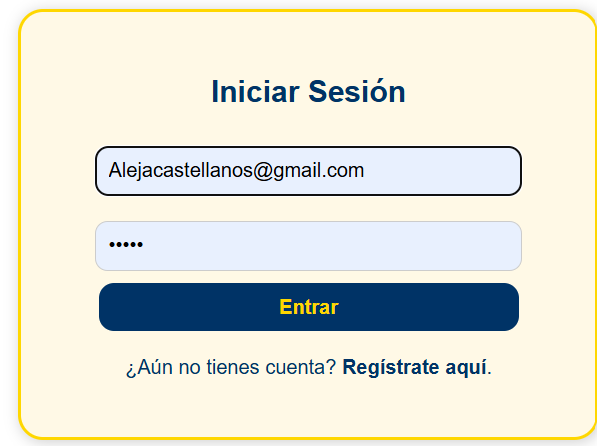 Iniciar Sesión
Alejacastellanos@gmail.com
•••••
Entrar
¿Aún no tienes cuenta? Regístrate aquí.